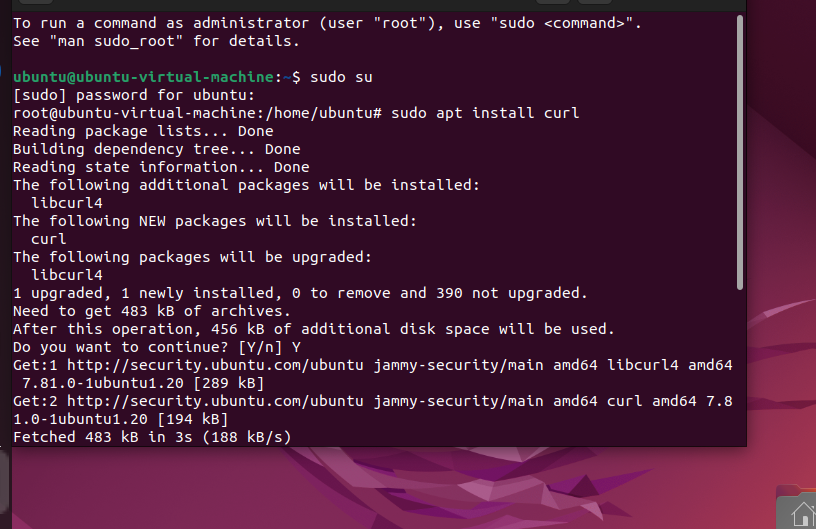 To run a command as administrator (user "root"), use "sudo <command>".
See "man sudo_root" for details.
ubuntu@ubuntu-virtual-machine:~$ sudo su
[sudo] password for ubuntu:
root@ubuntu-virtual-machine:/home/ubuntu# sudo apt install curl
Reading package lists... Done
Building dependency tree... Done
Reading state information... Done
The following additional packages will be installed:
  libcurl4
The following NEW packages will be installed:
  curl
The following packages will be upgraded:
  libcurl4
1 upgraded, 1 newly installed, 0 to remove and 390 not upgraded.
Need to get 483 kB of archives.
After this operation, 456 kB of additional disk space will be used.
Do you want to continue? [Y/n] Y
Get:1 http://security.ubuntu.com/ubuntu jammy-security/main amd64 libcurl4 amd64
 7.81.0-1ubuntu1.20 [289 kB]
Get:2 http://security.ubuntu.com/ubuntu jammy-security/main amd64 curl amd64 7.8
1.0-1ubuntu1.20 [194 kB]
Fetched 483 kB in 3s (188 kB/s)